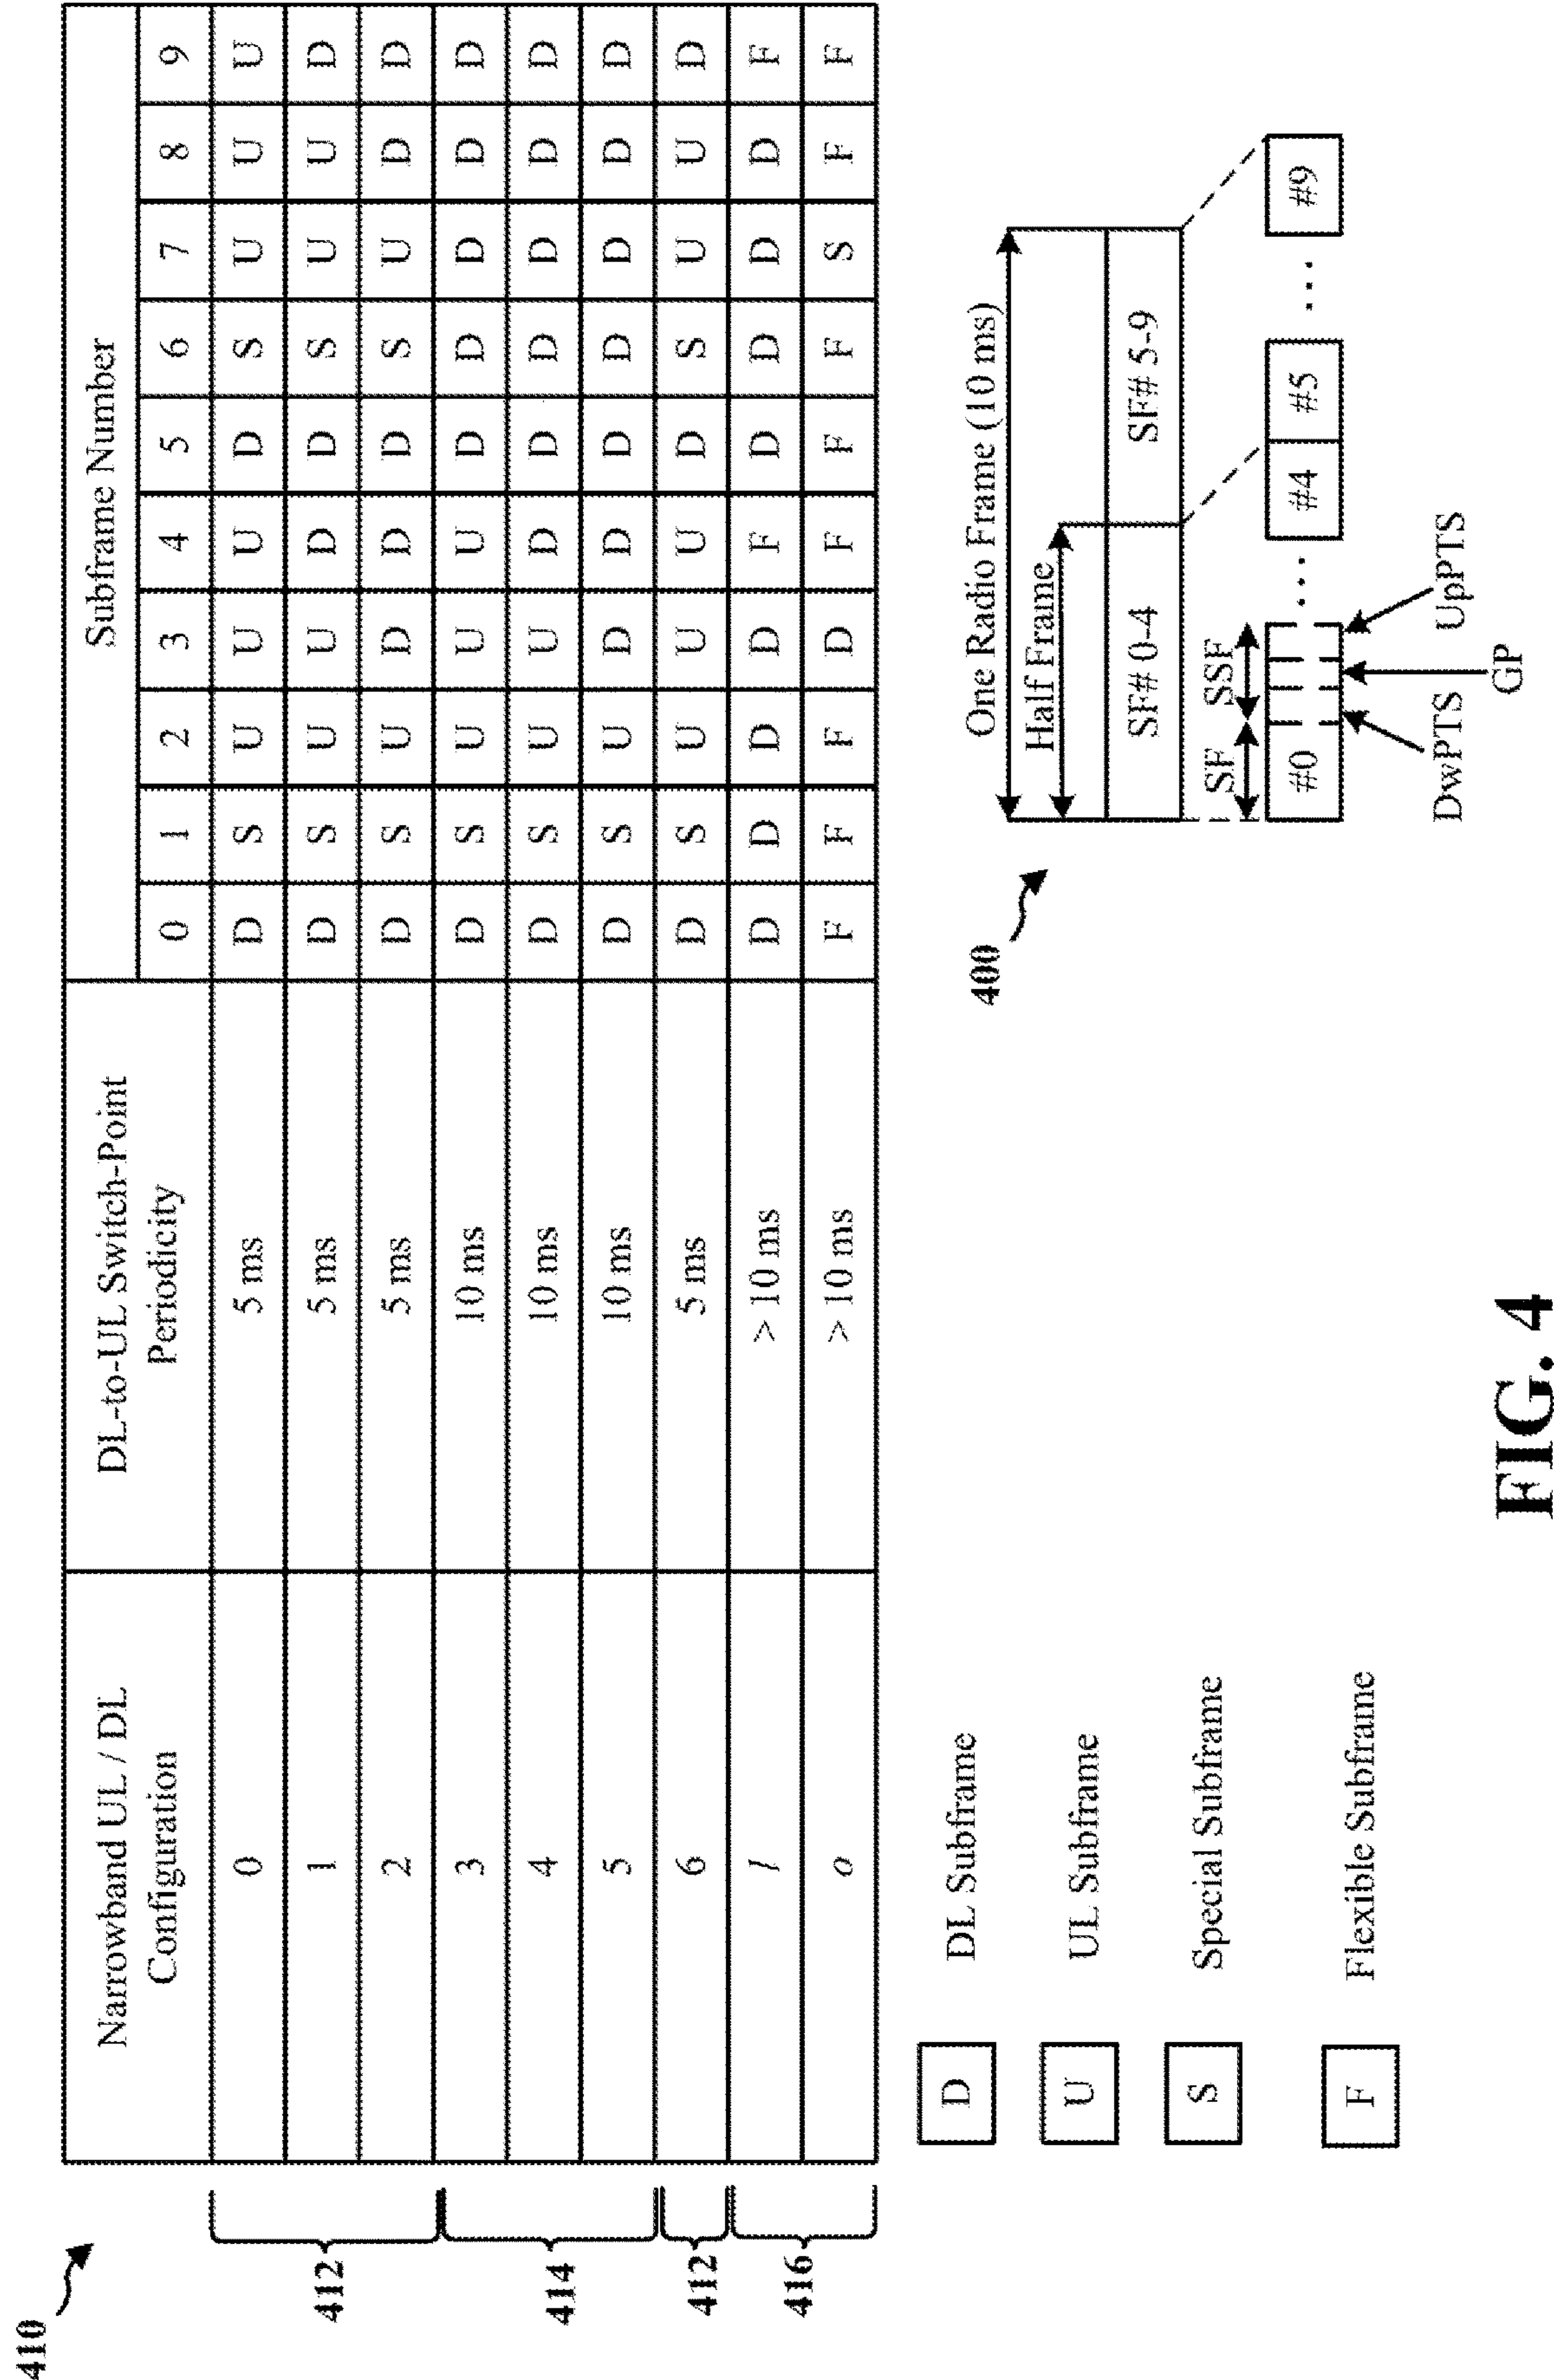 410
Narrowband UL / DL Configuration
DL-to-UL Switch-Point Periodicity
Subframe Number
0 1 2 3 4 5 6 7 8 9
412
0 5 ms D S U U U D S U U U
1 5 ms D S U U D D S U U D
2 5 ms D S U D D D S U D D
414
3 10 ms D S U U U D D D D D
4 10 ms D S U U D D D D D D
5 10 ms D S U D D D D D D D
412
6 5 ms D S U U U D S U U D
416
l > 10 ms D D D D F D D D D F
o > 10 ms F F F D F F F S F F
D DL Subframe
U UL Subframe
S Special Subframe
F Flexible Subframe
400
One Radio Frame (10 ms)
Half Frame
SF# 0-4 SF# 5-9
SF SSF
#0 ... #4 #5 ... #9
DwPTS UpPTS
GP
FIG. 4